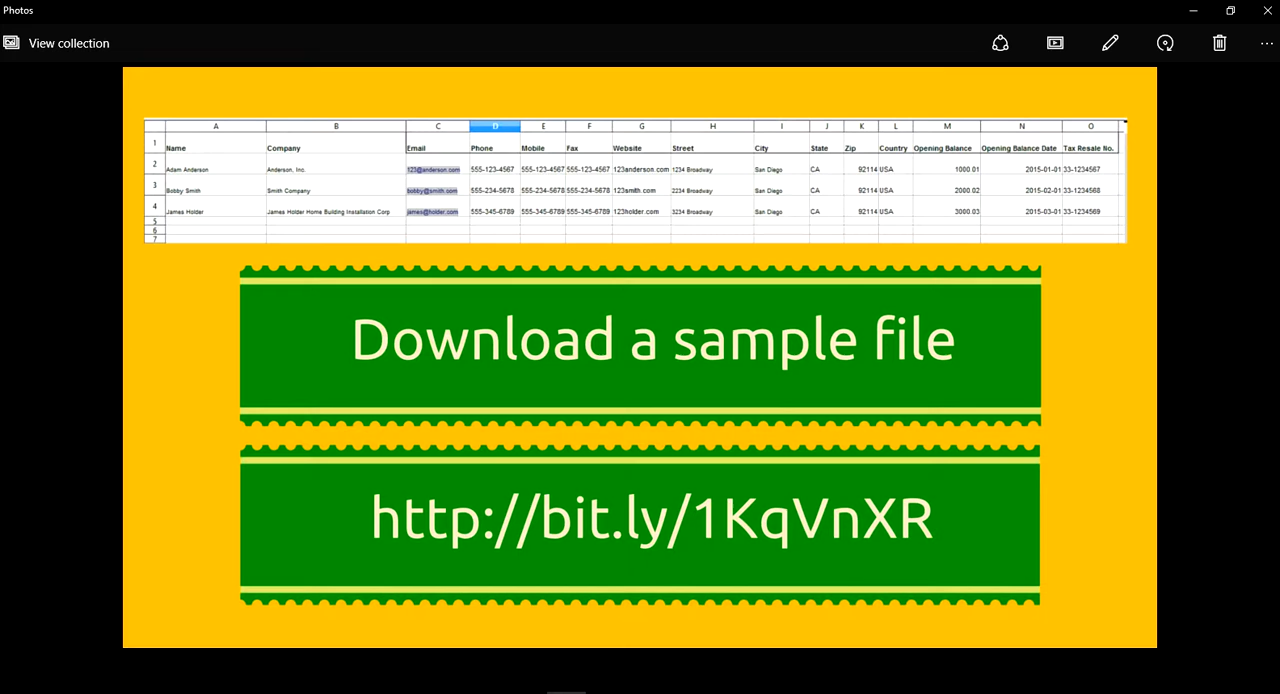 Photos
View collection
A B C D E F G H I J K L M N O
1 Name Company Email Phone Mobile Fax Website Street City State Zip Country Opening Balance Opening Balance Date Tax Resale No.
2 Adam Anderson Anderson, Inc. 123@anderson.com 555-123-4567 555-123-4567 555-123-4567 123anderson.com 1234 Broadway San Diego CA 92114 USA 1000.01 2015-01-01 33-1234567
3 Bobby Smith Smith Company bobby@smith.com 555-234-5678 555-234-5678 555-234-5678 123smith.com 2234 Broadway San Diego CA 92114 USA 2000.02 2015-02-01 33-1234568
4 James Holder James Holder Home Building Installation Corp james@holder.com 555-345-6789 555-345-6789 555-345-6789 123holder.com 3234 Broadway San Diego CA 92114 USA 3000.03 2015-03-01 33-1234569
5
6
7
Download a sample file
http://bit.ly/1KqVnXR